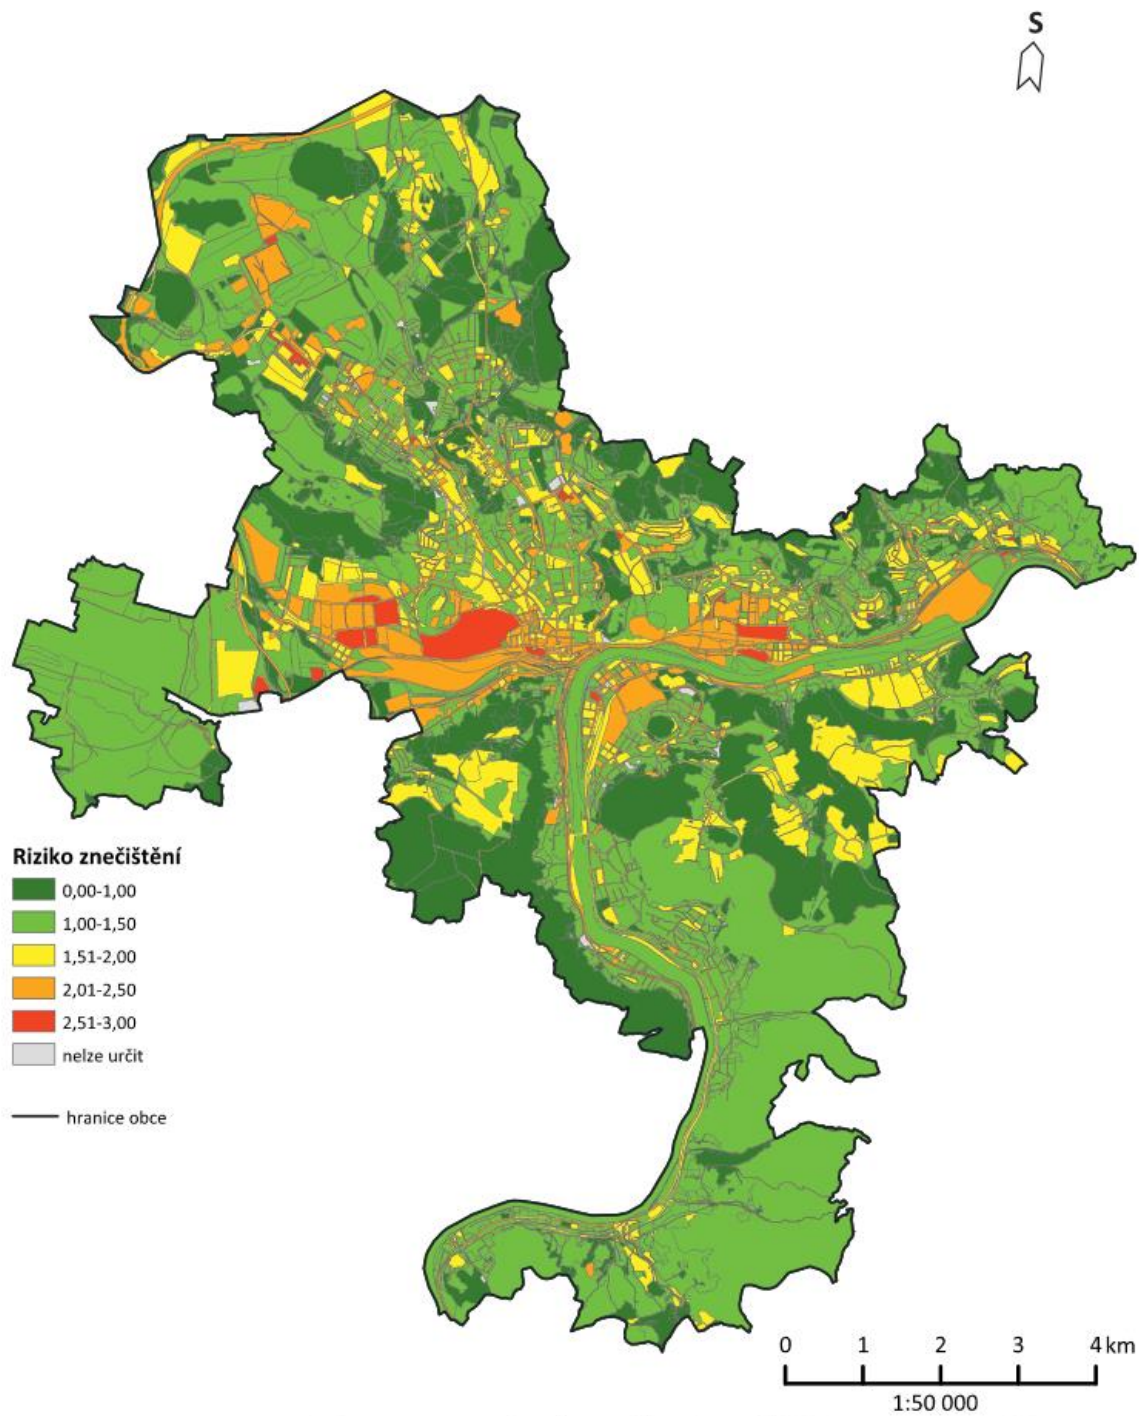 S
Riziko znečištění
0,00-1,00
1,00-1,50
1,51-2,00
2,01-2,50
2,51-3,00
nelze určit
hranice obce
0 1 2 3 4 km
1:50 000